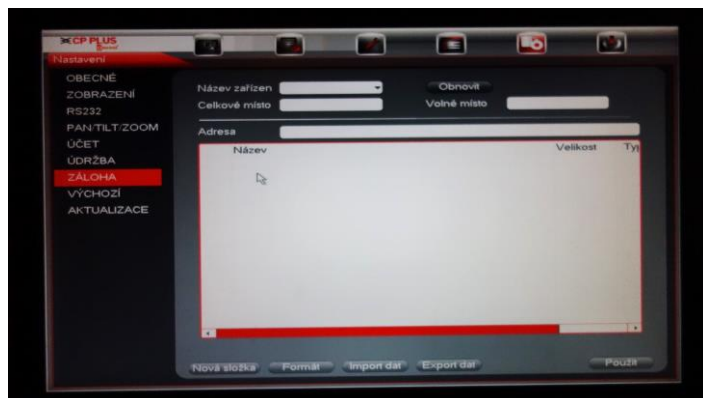 CP PLUS
Nastavení
OBECNÉ
ZOBRAZENÍ
RS232
PAN/TILT/ZOOM
ÚČET
ÚDRŽBA
ZÁLOHA
VÝCHOZÍ
AKTUALIZACE
Název zařízen
Obnovit
Celkové místo
Volné místo
Adresa
Název
Velikost
Typ
Nová složka
Formát
Import dat
Export dat
Použít